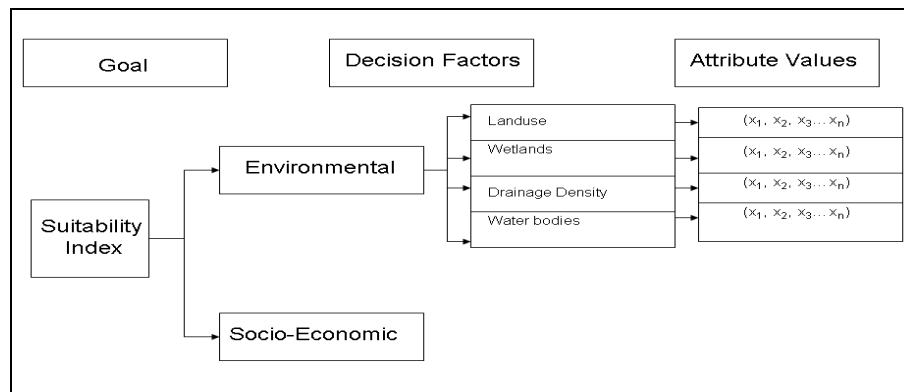 Goal
Decision Factors
Attribute Values
Landuse
(x₁, x₂, x₃... xₙ)
Wetlands
(x₁, x₂, x₃... xₙ)
Environmental
Drainage Density
(x₁, x₂, x₃... xₙ)
Water bodies
(x₁, x₂, x₃... xₙ)
Suitability
Index
Socio-Economic